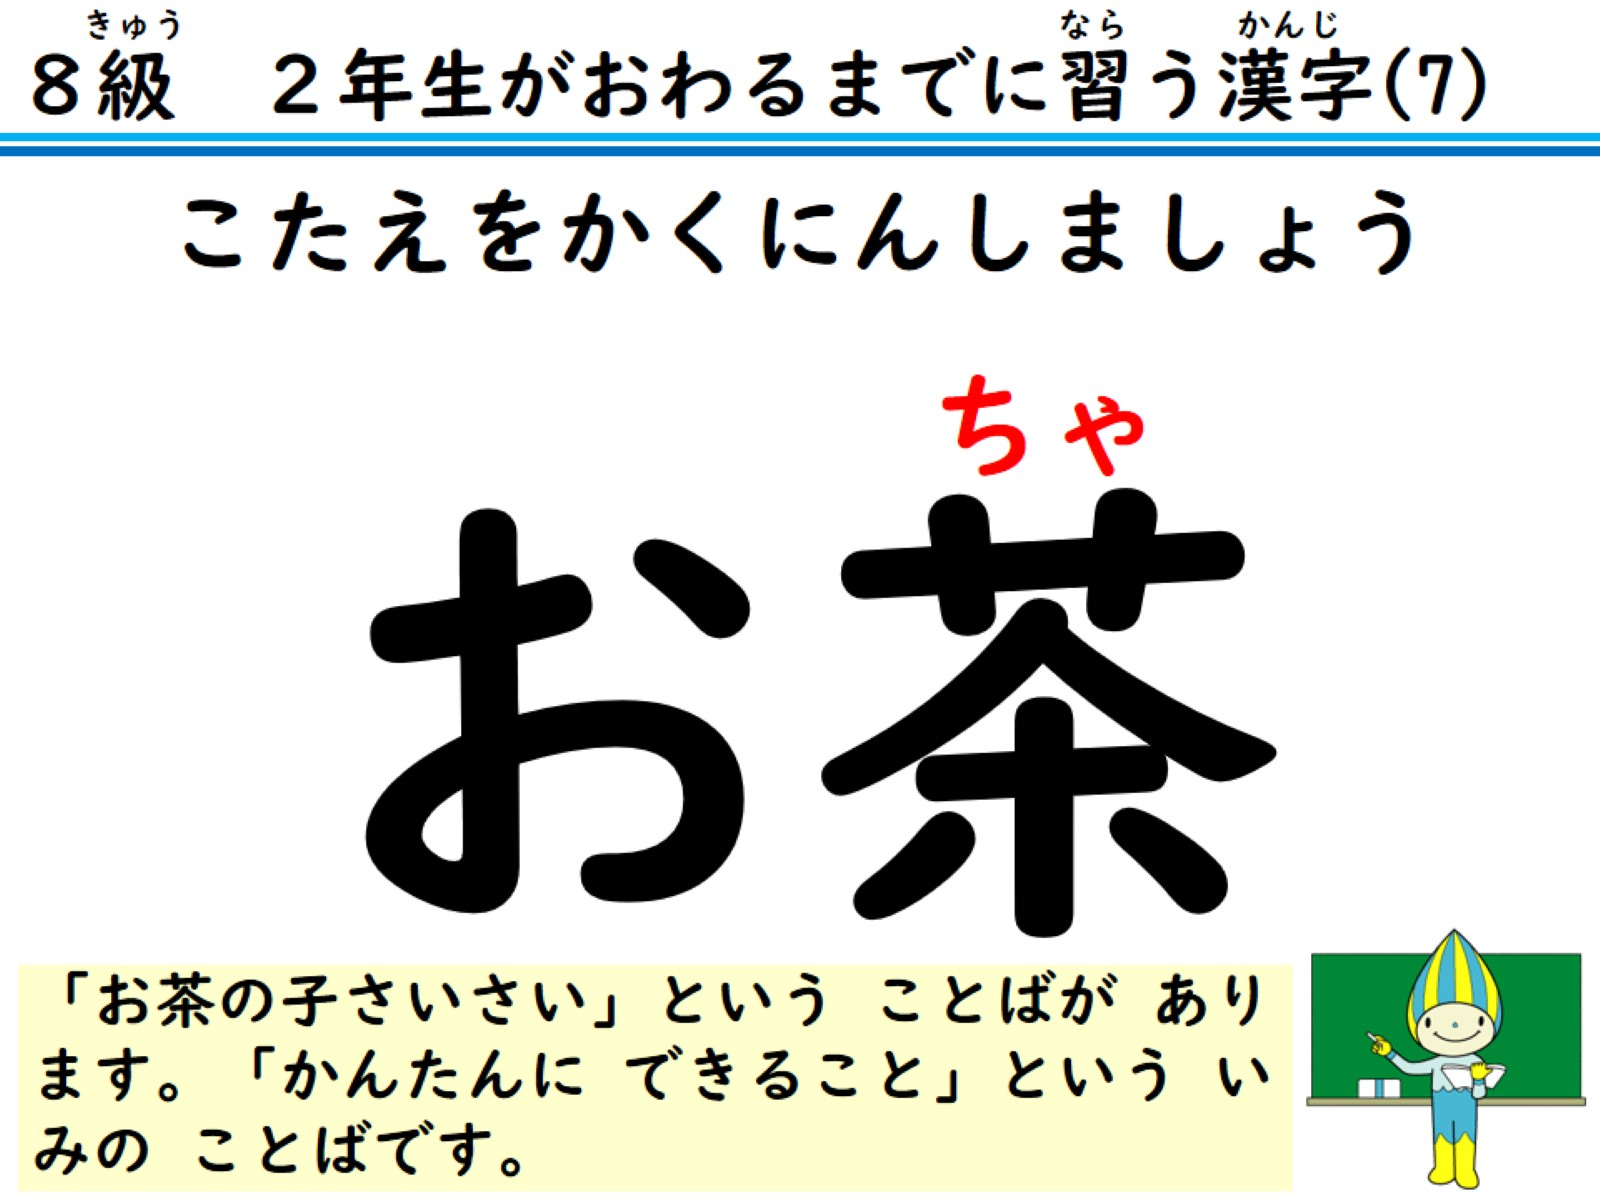 きゅう なら かんじ
8級 2年生がおわるまでに習う漢字(7)
こたえをかくにんしましょう
ちゃ
お茶
「お茶の子さいさい」という ことばが あり
ます。「かんたんに できること」という い
みの ことばです。